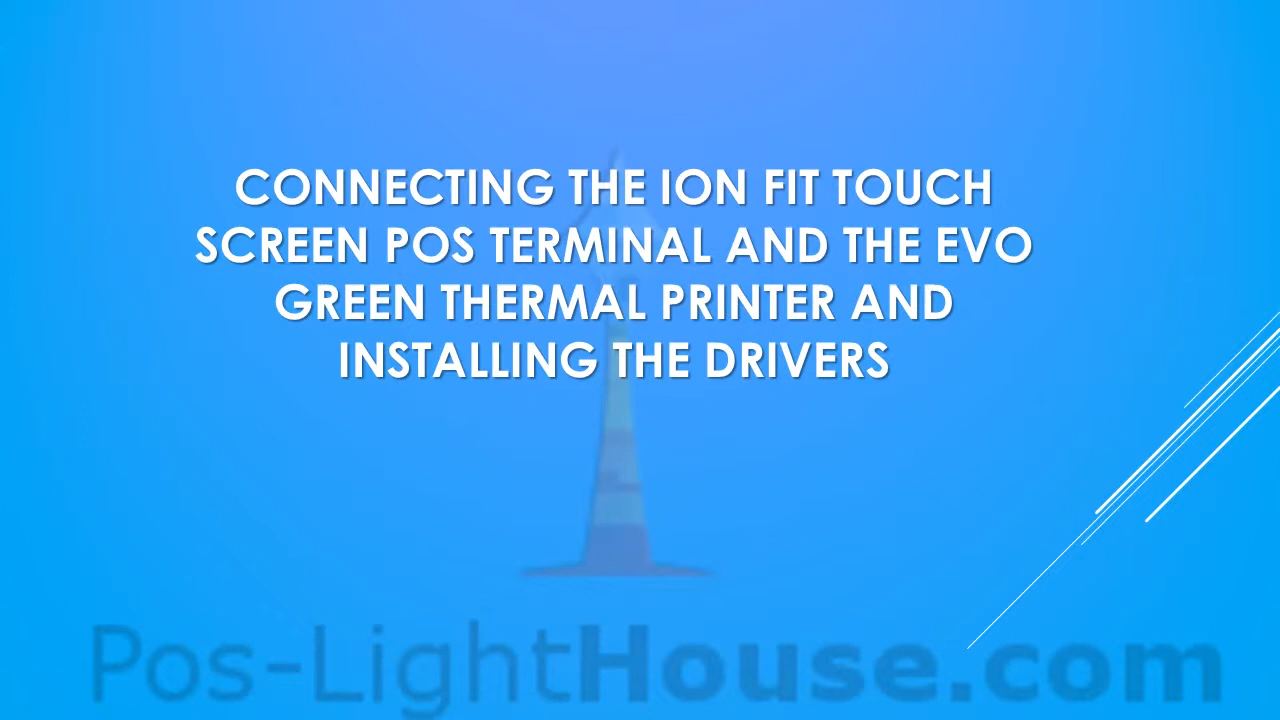 CONNECTING THE ION FIT TOUCH
SCREEN POS TERMINAL AND THE EVO
GREEN THERMAL PRINTER AND
INSTALLING THE DRIVERS
Pos-LightHouse.com